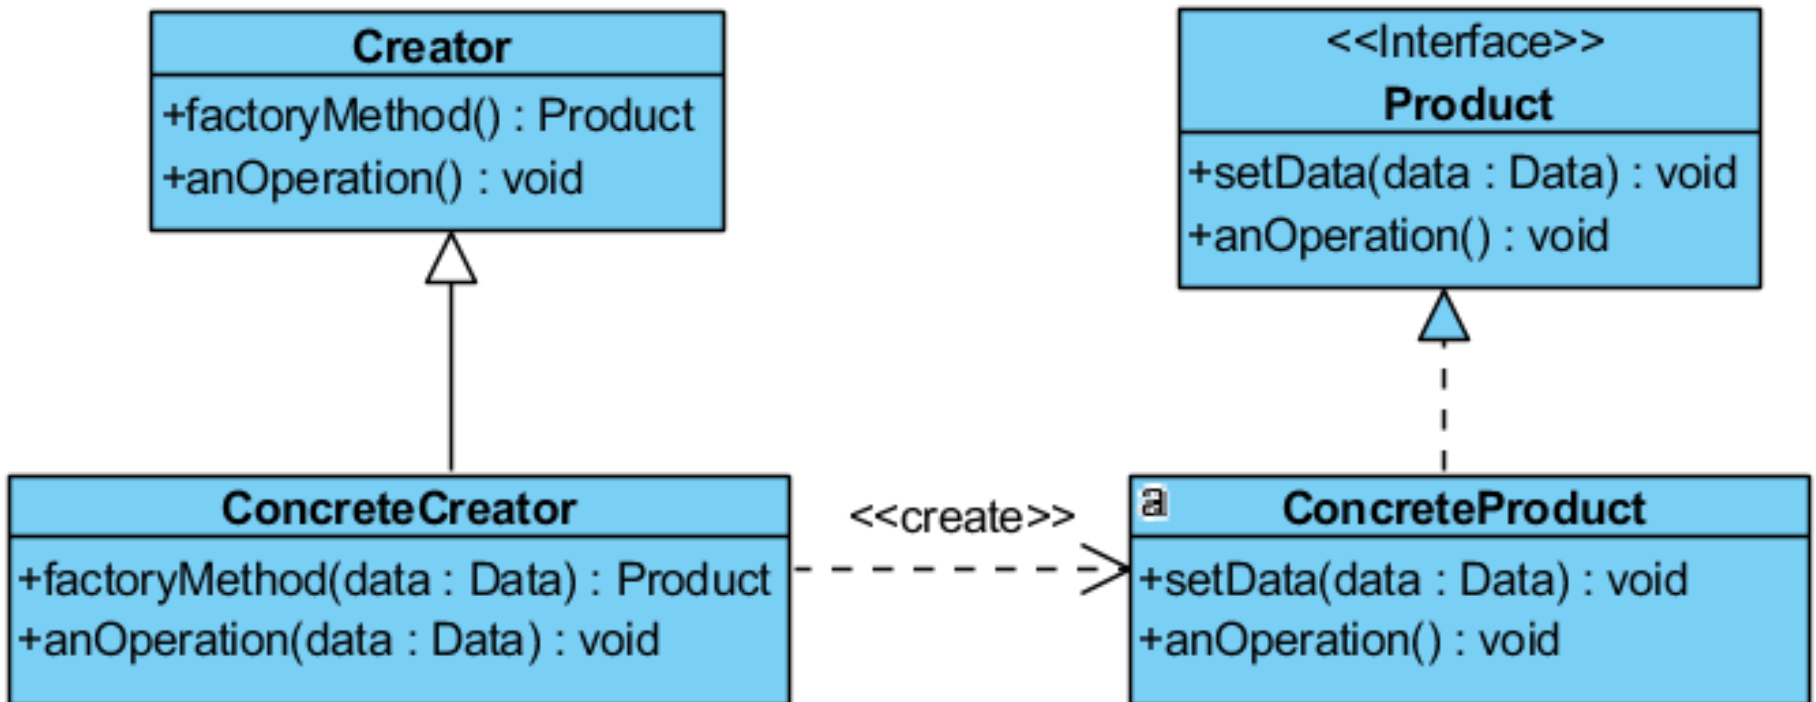 Creator
+factoryMethod() : Product
+anOperation() : void
<<Interface>>
Product
+setData(data : Data) : void
+anOperation() : void
ConcreteCreator
+factoryMethod(data : Data) : Product
+anOperation(data : Data) : void
<<create>>
a
ConcreteProduct
+setData(data : Data) : void
+anOperation() : void